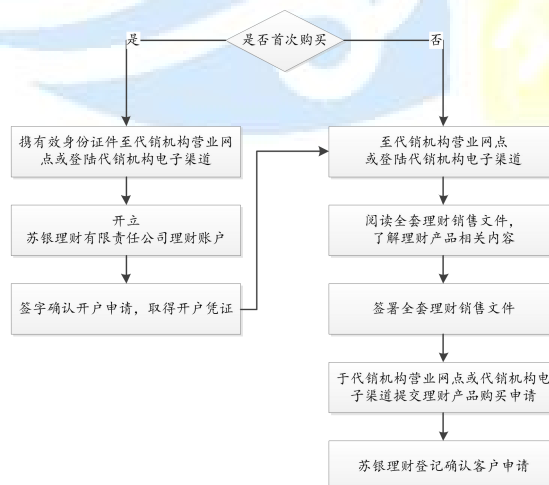 是否首次购买
是
否
携有效身份证件至代销机构营业网
点或登陆代销机构电子渠道
开立
苏银理财有限责任公司理财账户
签字确认开户申请，取得开户凭证
至代销机构营业网点
或登陆代销机构电子渠道
阅读全套理财销售文件，
了解理财产品相关内容
签署全套理财销售文件
于代销机构营业网点或代销机构电
子渠道提交理财产品购买申请
苏银理财登记确认客户申请